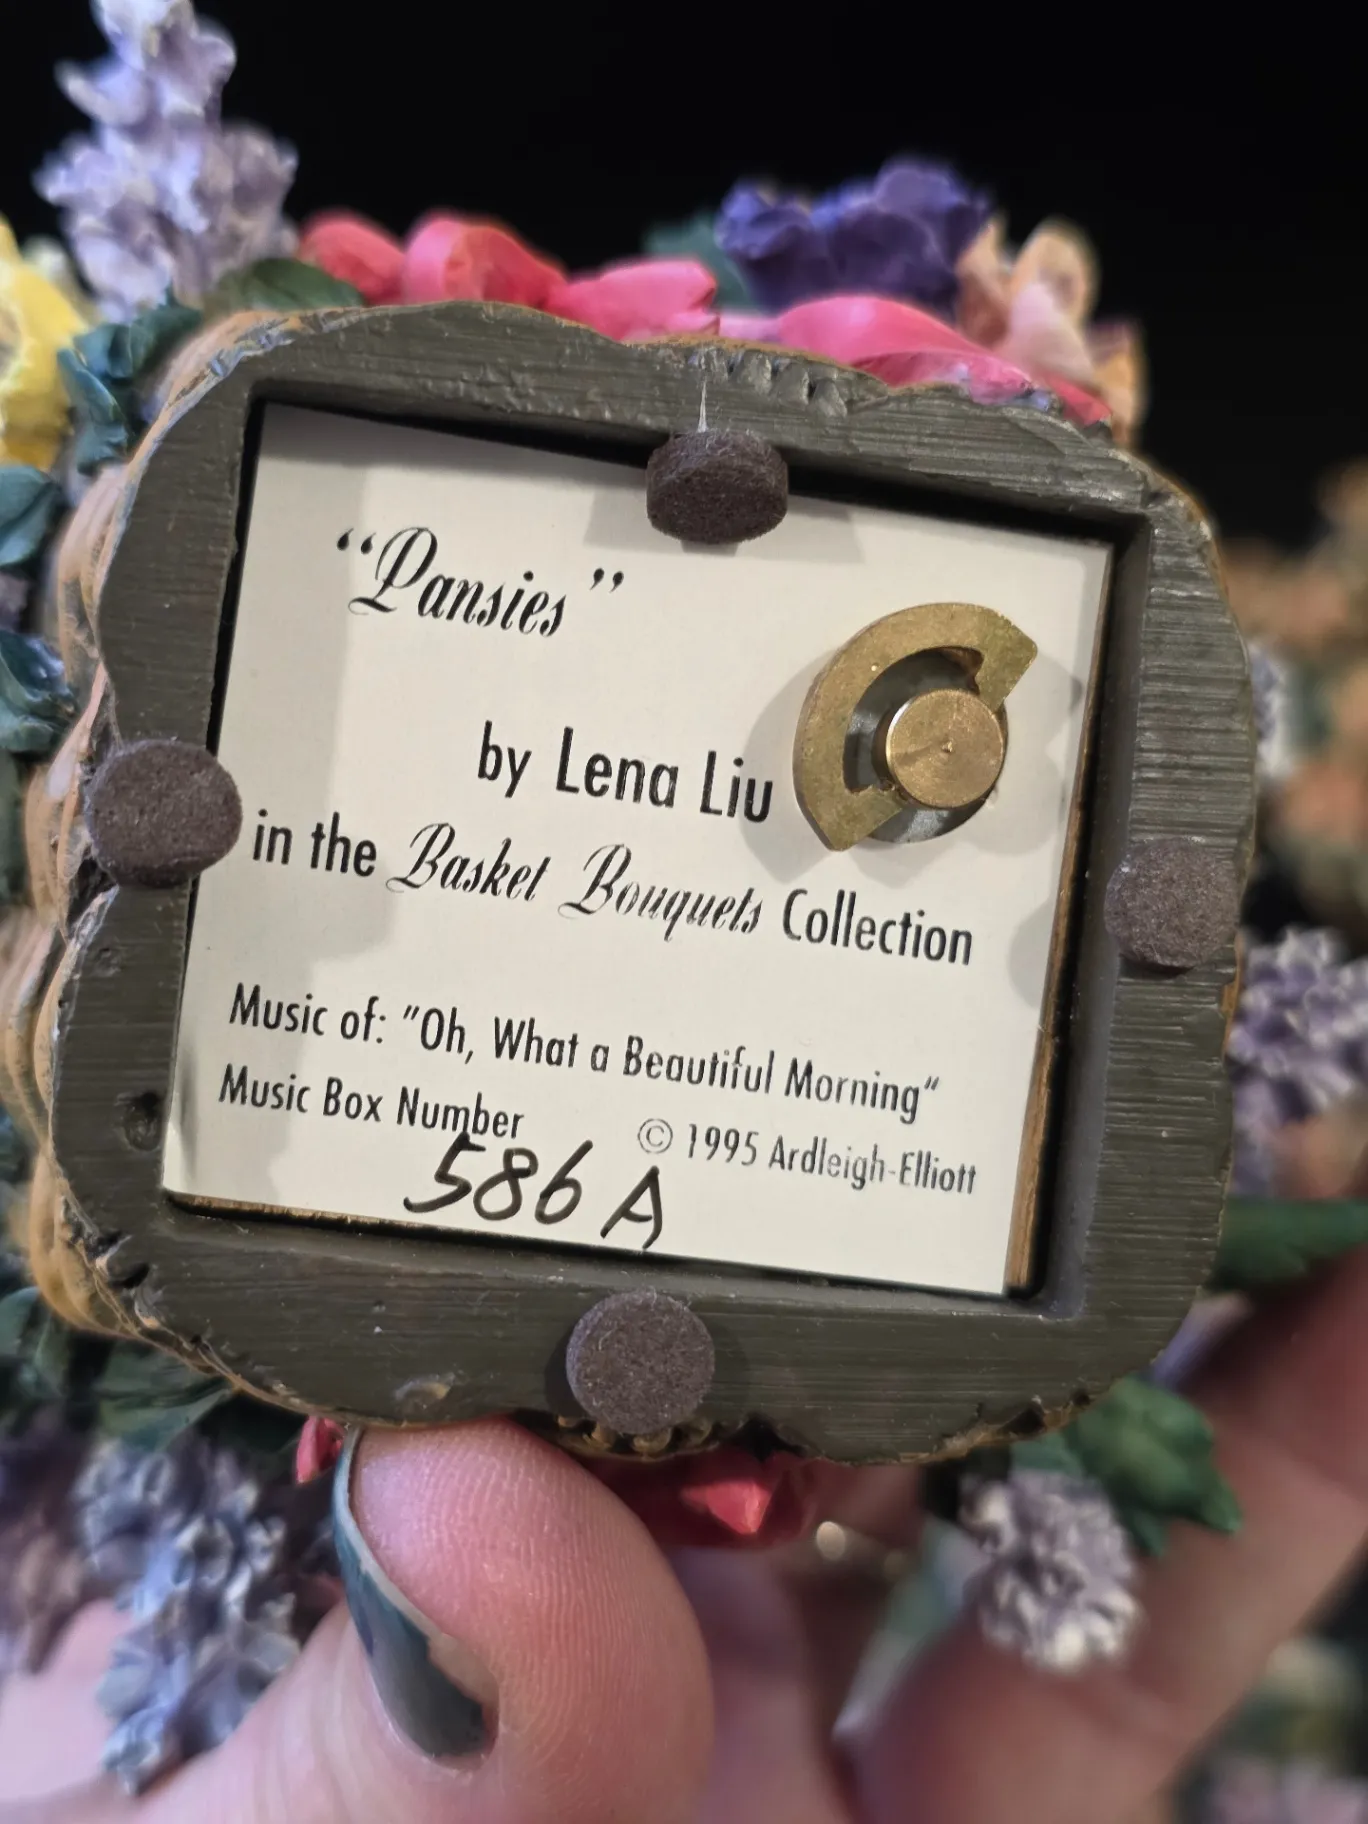 “Pansies”
by Lena Liu
in the Basket Bouquets Collection
Music of: "Oh, What a Beautiful Morning"
Music Box Number
586A
© 1995 Ardleigh-Elliott